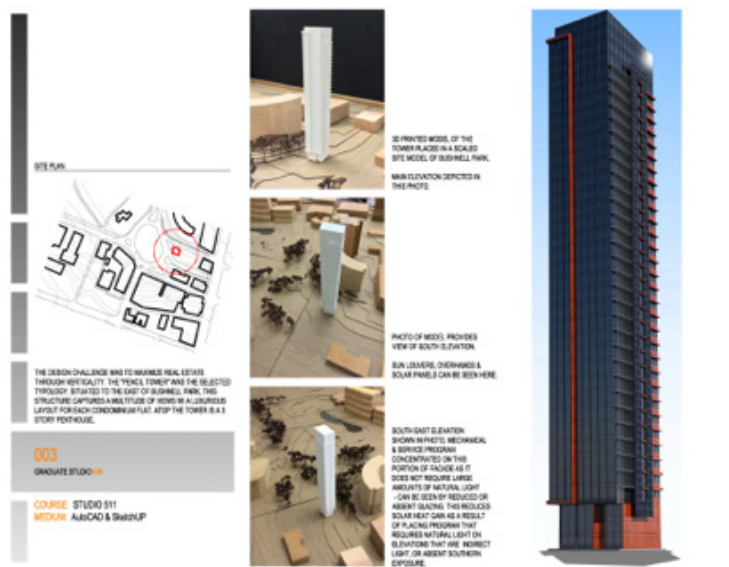 SITE PLAN
THE DESIGN CHALLENGE WAS TO MAXIMIZE REAL ESTATE
THROUGH VERTICALITY. THE "PENCIL TOWER" WAS THE SELECTED
TYPOLOGY. SITUATED TO THE EAST OF BUSHNELL PARK, THIS
STRUCTURE CAPTURES A MULTITUDE OF VIEWS W/ A LUXURIOUS
LAYOUT FOR EACH CONDOMINIUM FLAT. ATOP THE TOWER IS A 3
STORY PENTHOUSE.
003
GRADUATE STUDIO
COURSE: STUDIO 511
MEDIUM: AutoCAD & SketchUP
3D PRINTED MODEL OF THE
TOWER PLACED IN A SCALED
SITE MODEL OF BUSHNELL PARK.
MAIN ELEVATION DEPICTED IN
THIS PHOTO.
PHOTO OF MODEL PROVIDES
VIEW OF SOUTH ELEVATION.
SUN LOUVERS, OVERHANGS &
SOLAR PANELS CAN BE SEEN HERE.
SOUTH EAST ELEVATION
SHOWN IN PHOTO. MECHANICAL
& SERVICE PROGRAM
CONCENTRATED ON THIS
PORTION OF FACADE AS IT
DOES NOT REQUIRE LARGE
AMOUNTS OF NATURAL LIGHT
- CAN BE SEEN BY REDUCED OR
ABSENT GLAZING. THIS REDUCES
SOLAR HEAT GAIN AS A RESULT
OF PLACING PROGRAM THAT
REQUIRES NATURAL LIGHT ON
ELEVATIONS THAT ARE INDIRECT
LIGHT, OR ABSENT SOUTHERN
EXPOSURE.